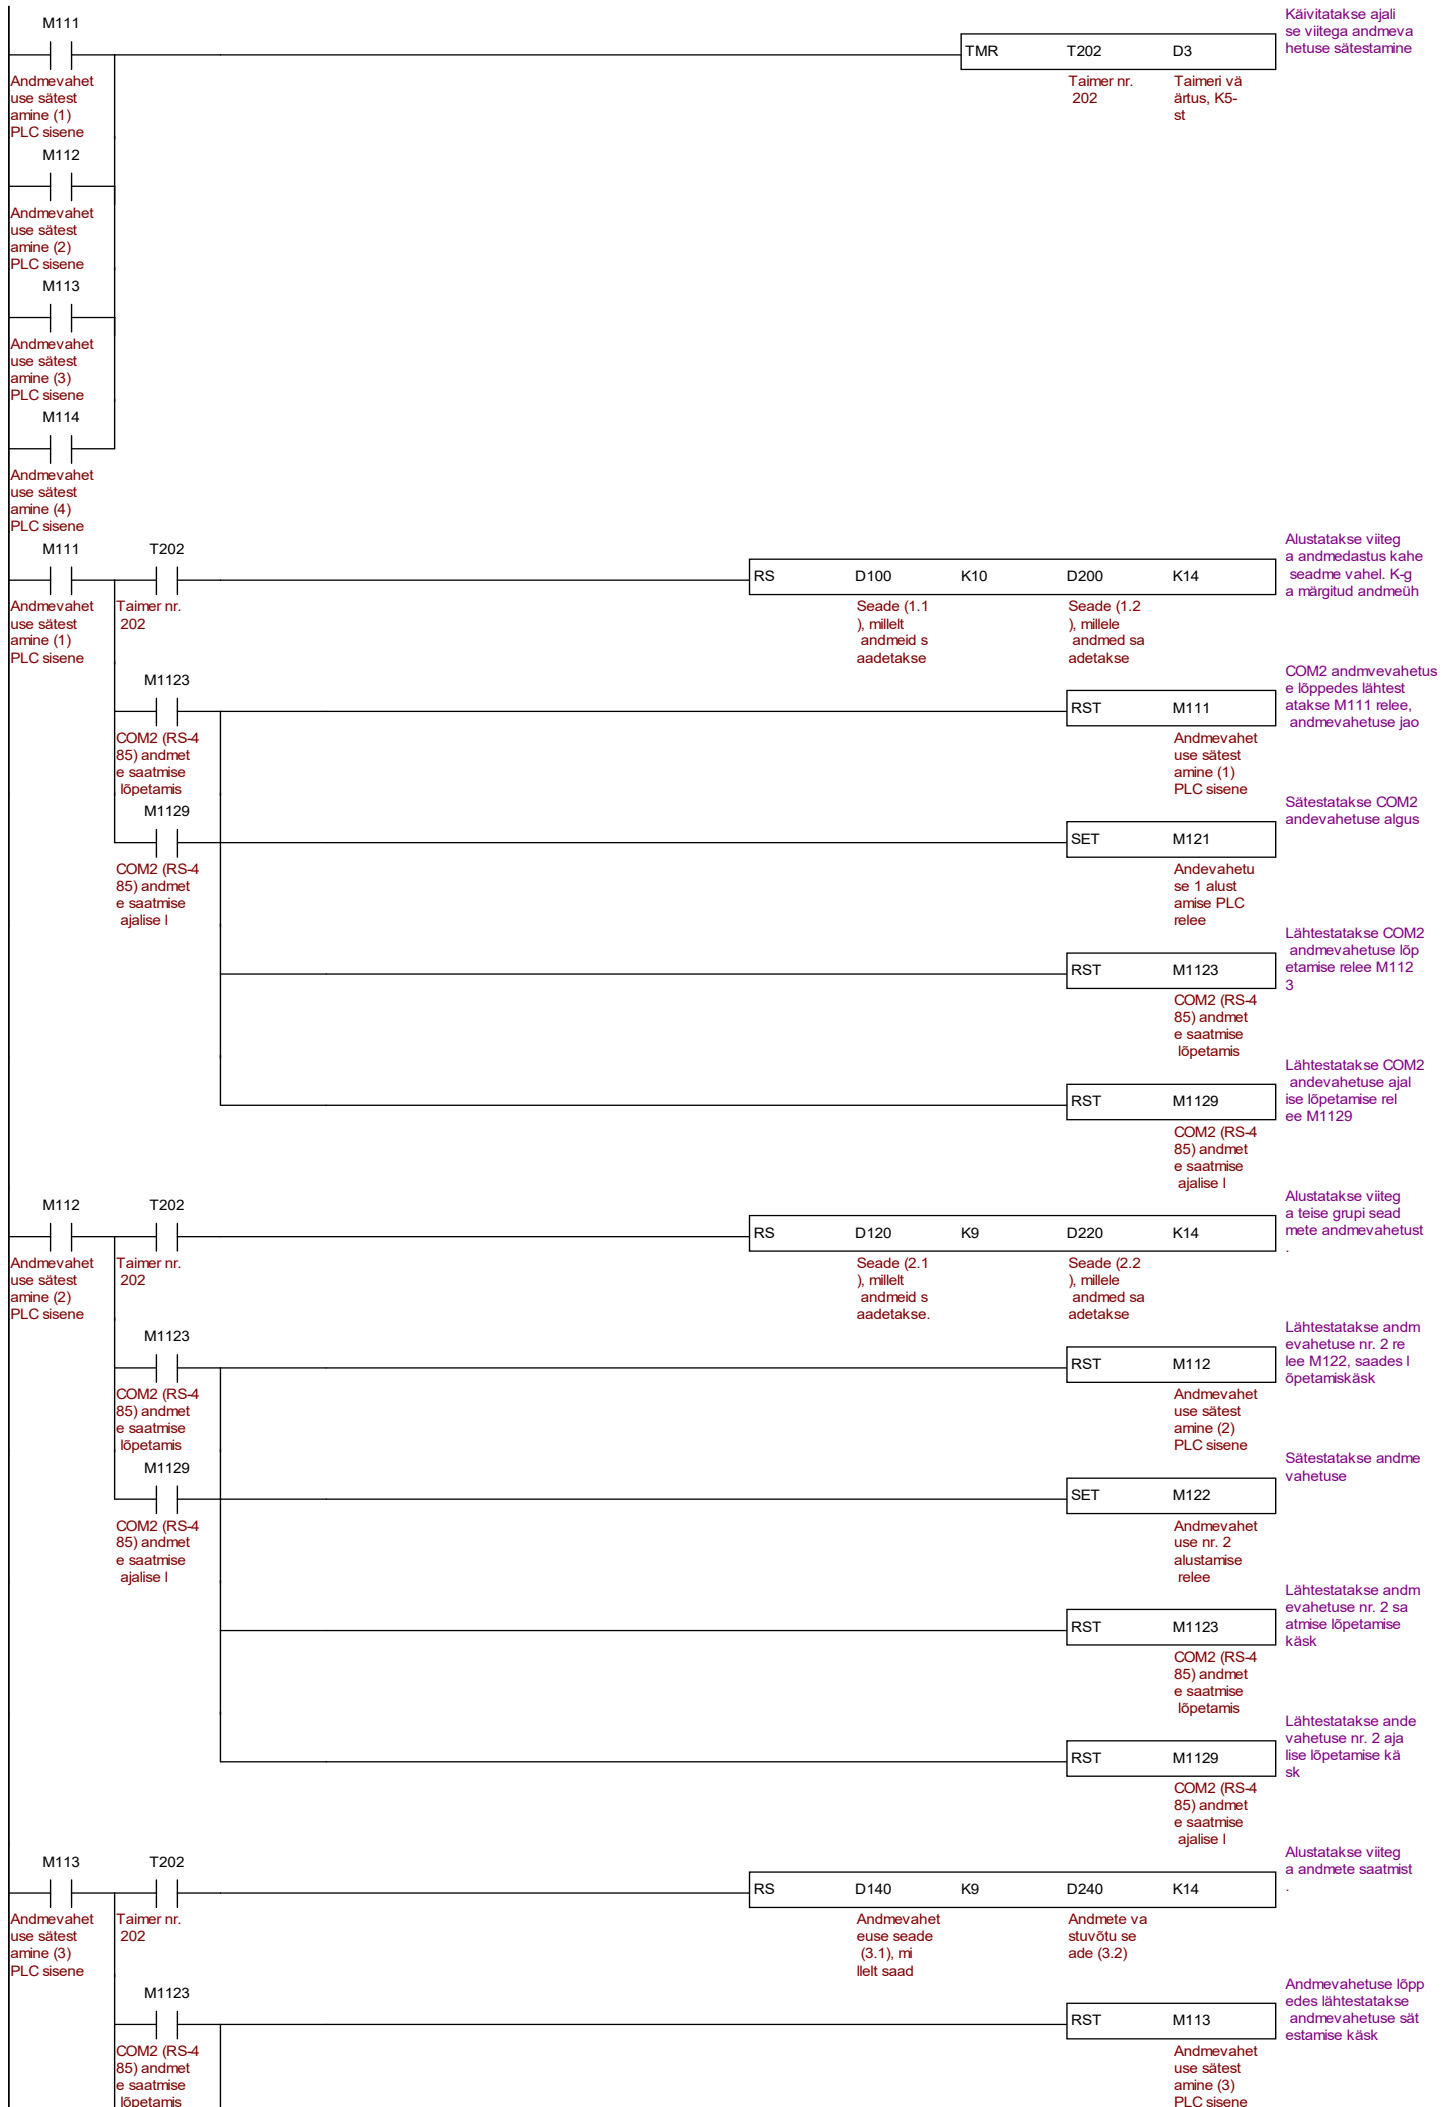 M111
Andmevahet
use sätest
amine (1)
PLC sisene
TMR T202 D3
Taimer nr.
202
Taimeri vä
ärtus, K5-
st
Käivitatakse ajali
se viitega andmeva
hetuse sätestamine
M112
Andmevahet
use sätest
amine (2)
PLC sisene
M113
Andmevahet
use sätest
amine (3)
PLC sisene
M114
Andmevahet
use sätest
amine (4)
PLC sisene
M111
Andmevahet
use sätest
amine (1)
PLC sisene
T202
Taimer nr.
202
RS D100 K10 D200 K14
Seade (1.1
), millelt
andmeid s
aadetakse
Seade (1.2
), millele
andmed sa
adetakse
Alustatakse viiteg
a andmedastus kahe
seadme vahel. K-g
a märgitud andmeüh
M1123
COM2 (RS-4
85) andmet
e saatmise
lõpetamis
RST M111
Andmevahet
use sätest
amine (1)
PLC sisene
COM2 andmvevahetus
e lõppedes lähtest
atakse M111 relee,
andmevahetuse jao
M1129
COM2 (RS-4
85) andmet
e saatmise
ajalise l
SET M121
Andevahetu
se 1 alust
amise PLC
relee
Sätestatakse COM2
andevahetuse algus
RST M1123
COM2 (RS-4
85) andmet
e saatmise
lõpetamis
Lähtestatakse COM2
andmevahetuse lõp
etamise relee M112
3
RST M1129
COM2 (RS-4
85) andmet
e saatmise
ajalise l
Lähtestatakse COM2
andevahetuse ajal
ise lõpetamise rel
ee M1129
M112
Andmevahet
use sätest
amine (2)
PLC sisene
T202
Taimer nr.
202
RS D120 K9 D220 K14
Seade (2.1
), millelt
andmeid s
aadetakse.
Seade (2.2
), millele
andmed sa
adetakse
Alustatakse viiteg
a teise grupi sead
mete andmevahetust
.
M1123
COM2 (RS-4
85) andmet
e saatmise
lõpetamis
RST M112
Andmevahet
use sätest
amine (2)
PLC sisene
Lähtestatakse andm
evahetuse nr. 2 re
lee M122, saades l
õpetamiskäsk
M1129
COM2 (RS-4
85) andmet
e saatmise
ajalise l
SET M122
Andmevahet
use nr. 2
alustamise
relee
Sätestatakse andme
vahetuse
RST M1123
COM2 (RS-4
85) andmet
e saatmise
lõpetamis
Lähtestatakse andm
evahetuse nr. 2 sa
atmise lõpetamise
käsk
RST M1129
COM2 (RS-4
85) andmet
e saatmise
ajalise l
Lähtestatakse ande
vahetuse nr. 2 aja
lise lõpetamise kä
sk
M113
Andmevahet
use sätest
amine (3)
PLC sisene
T202
Taimer nr.
202
RS D140 K9 D240 K14
Andmevahet
euse seade
(3.1), mi
llelt saad
Andmete va
stuvõtu se
ade (3.2)
Alustatakse viiteg
a andmete saatmist
.
M1123
COM2 (RS-4
85) andmet
e saatmise
lõpetamis
RST M113
Andmevahet
use sätest
amine (3)
PLC sisene
Andmevahetuse lõpp
edes lähtestatakse
andmevahetuse sät
estamise käsk